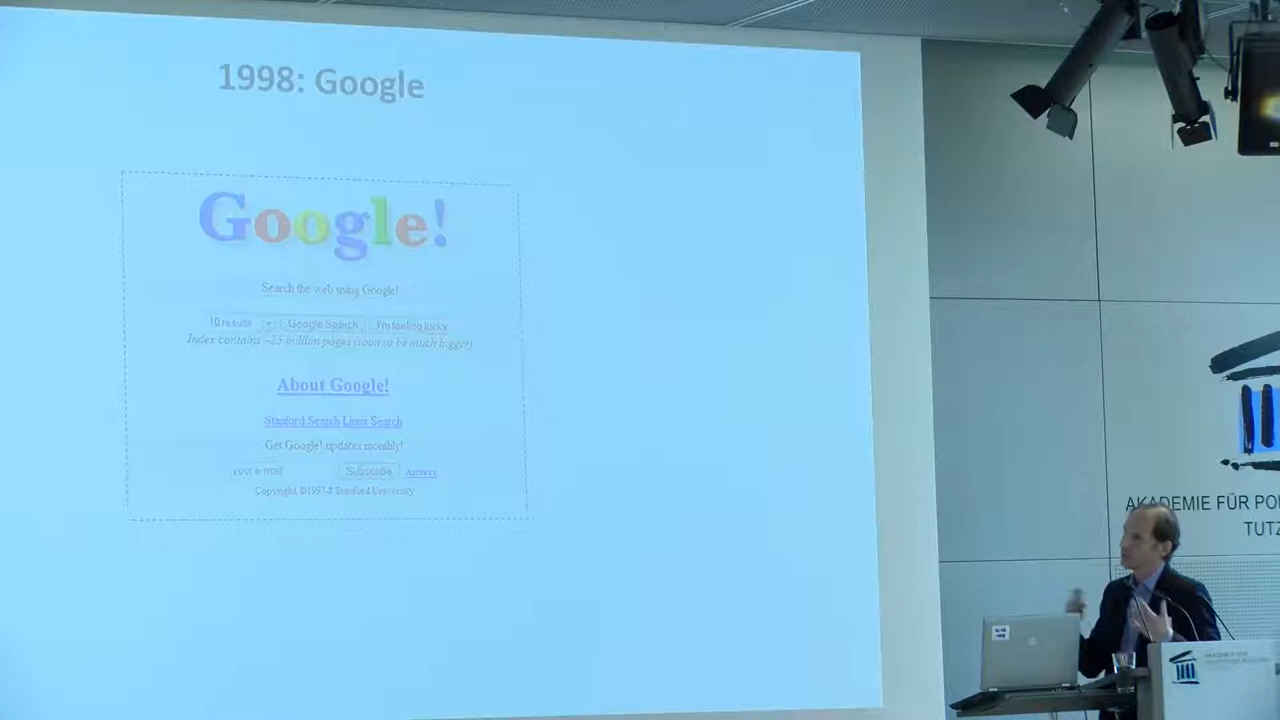 1998: Google
Google!
Search the web using Google!
10 results Google Search I'm feeling lucky
Index contains ~25 million pages (soon to be much bigger)
About Google!
Stanford Search Linux Search
Get Google! updates monthly!
your e-mail Subscribe Archive
Copyright ©1997-8 Stanford University
AKADEMIE FÜR PO
TUTZ
AKADEMIE